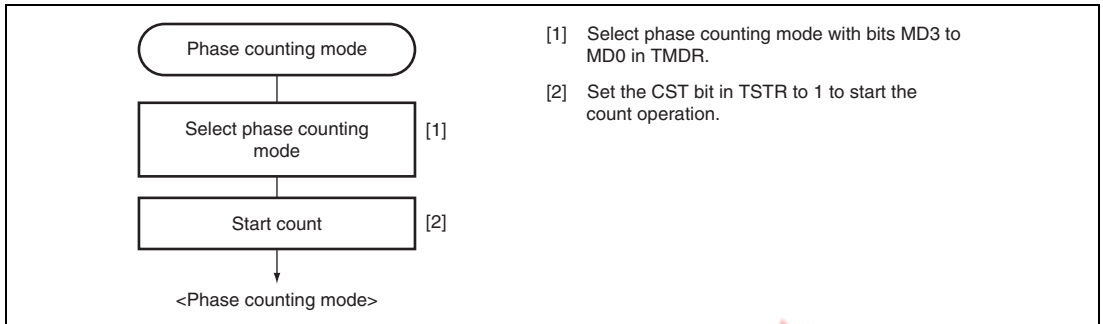 Phase counting mode
Select phase counting
mode
[1]
Start count
[2]
<Phase counting mode>
[1] Select phase counting mode with bits MD3 to
MD0 in TMDR.
[2] Set the CST bit in TSTR to 1 to start the
count operation.